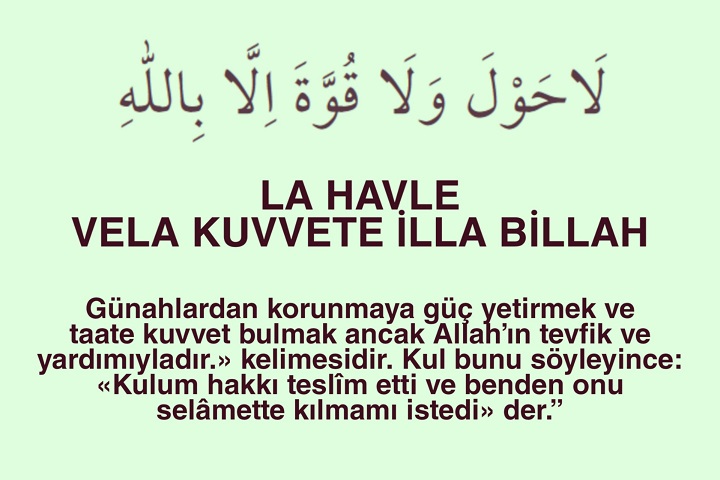 لَاحَوْلَ وَلَا قُوَّةَ اِلَّا بِاللّٰهِ
LA HAVLE
VELA KUVVETE İLLA BİLLAH
Günahlardan korunmaya güç yetirmek ve
taate kuvvet bulmak ancak Allah’ın tevfik ve
yardımıyladır.» kelimesidir. Kul bunu söyleyince:
«Kulum hakkı teslîm etti ve benden onu
selâmette kılmamı istedi» der.”